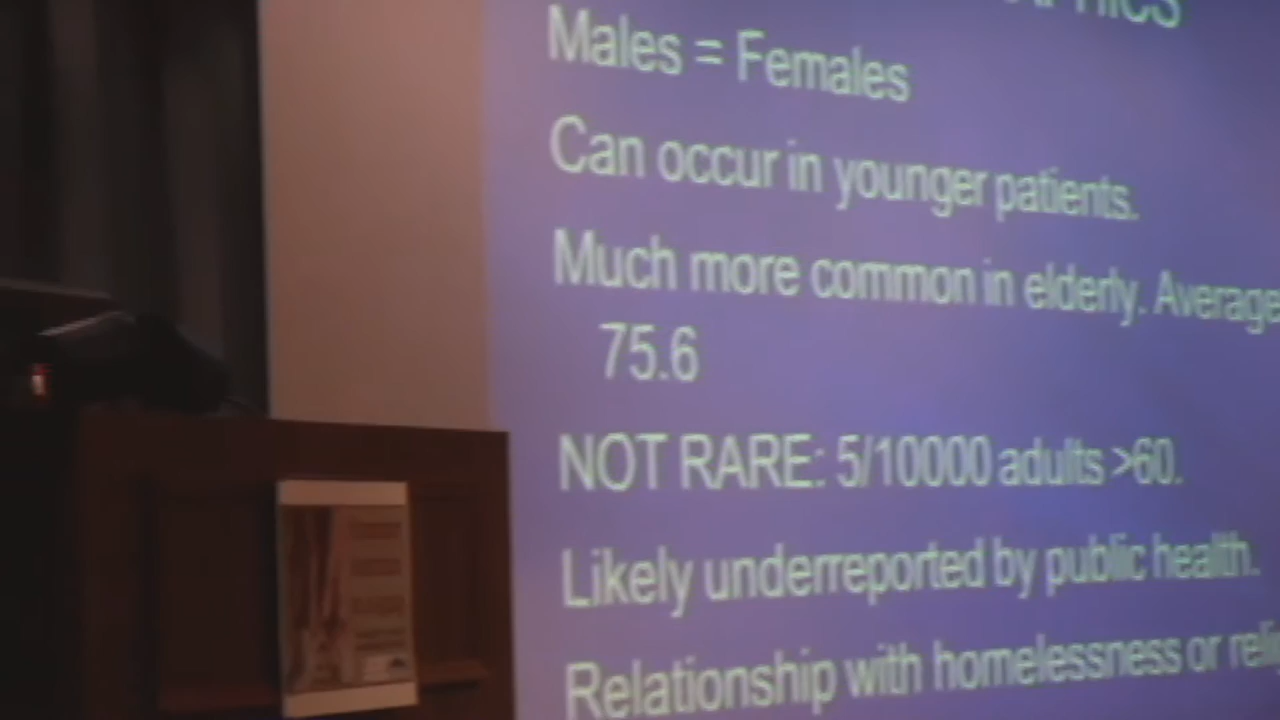 Males = Females
Can occur in younger patients.
Much more common in elderly. Average
75.6
NOT RARE: 5/10000 adults >60.
Likely underreported by public health.
Relationship with homelessness or